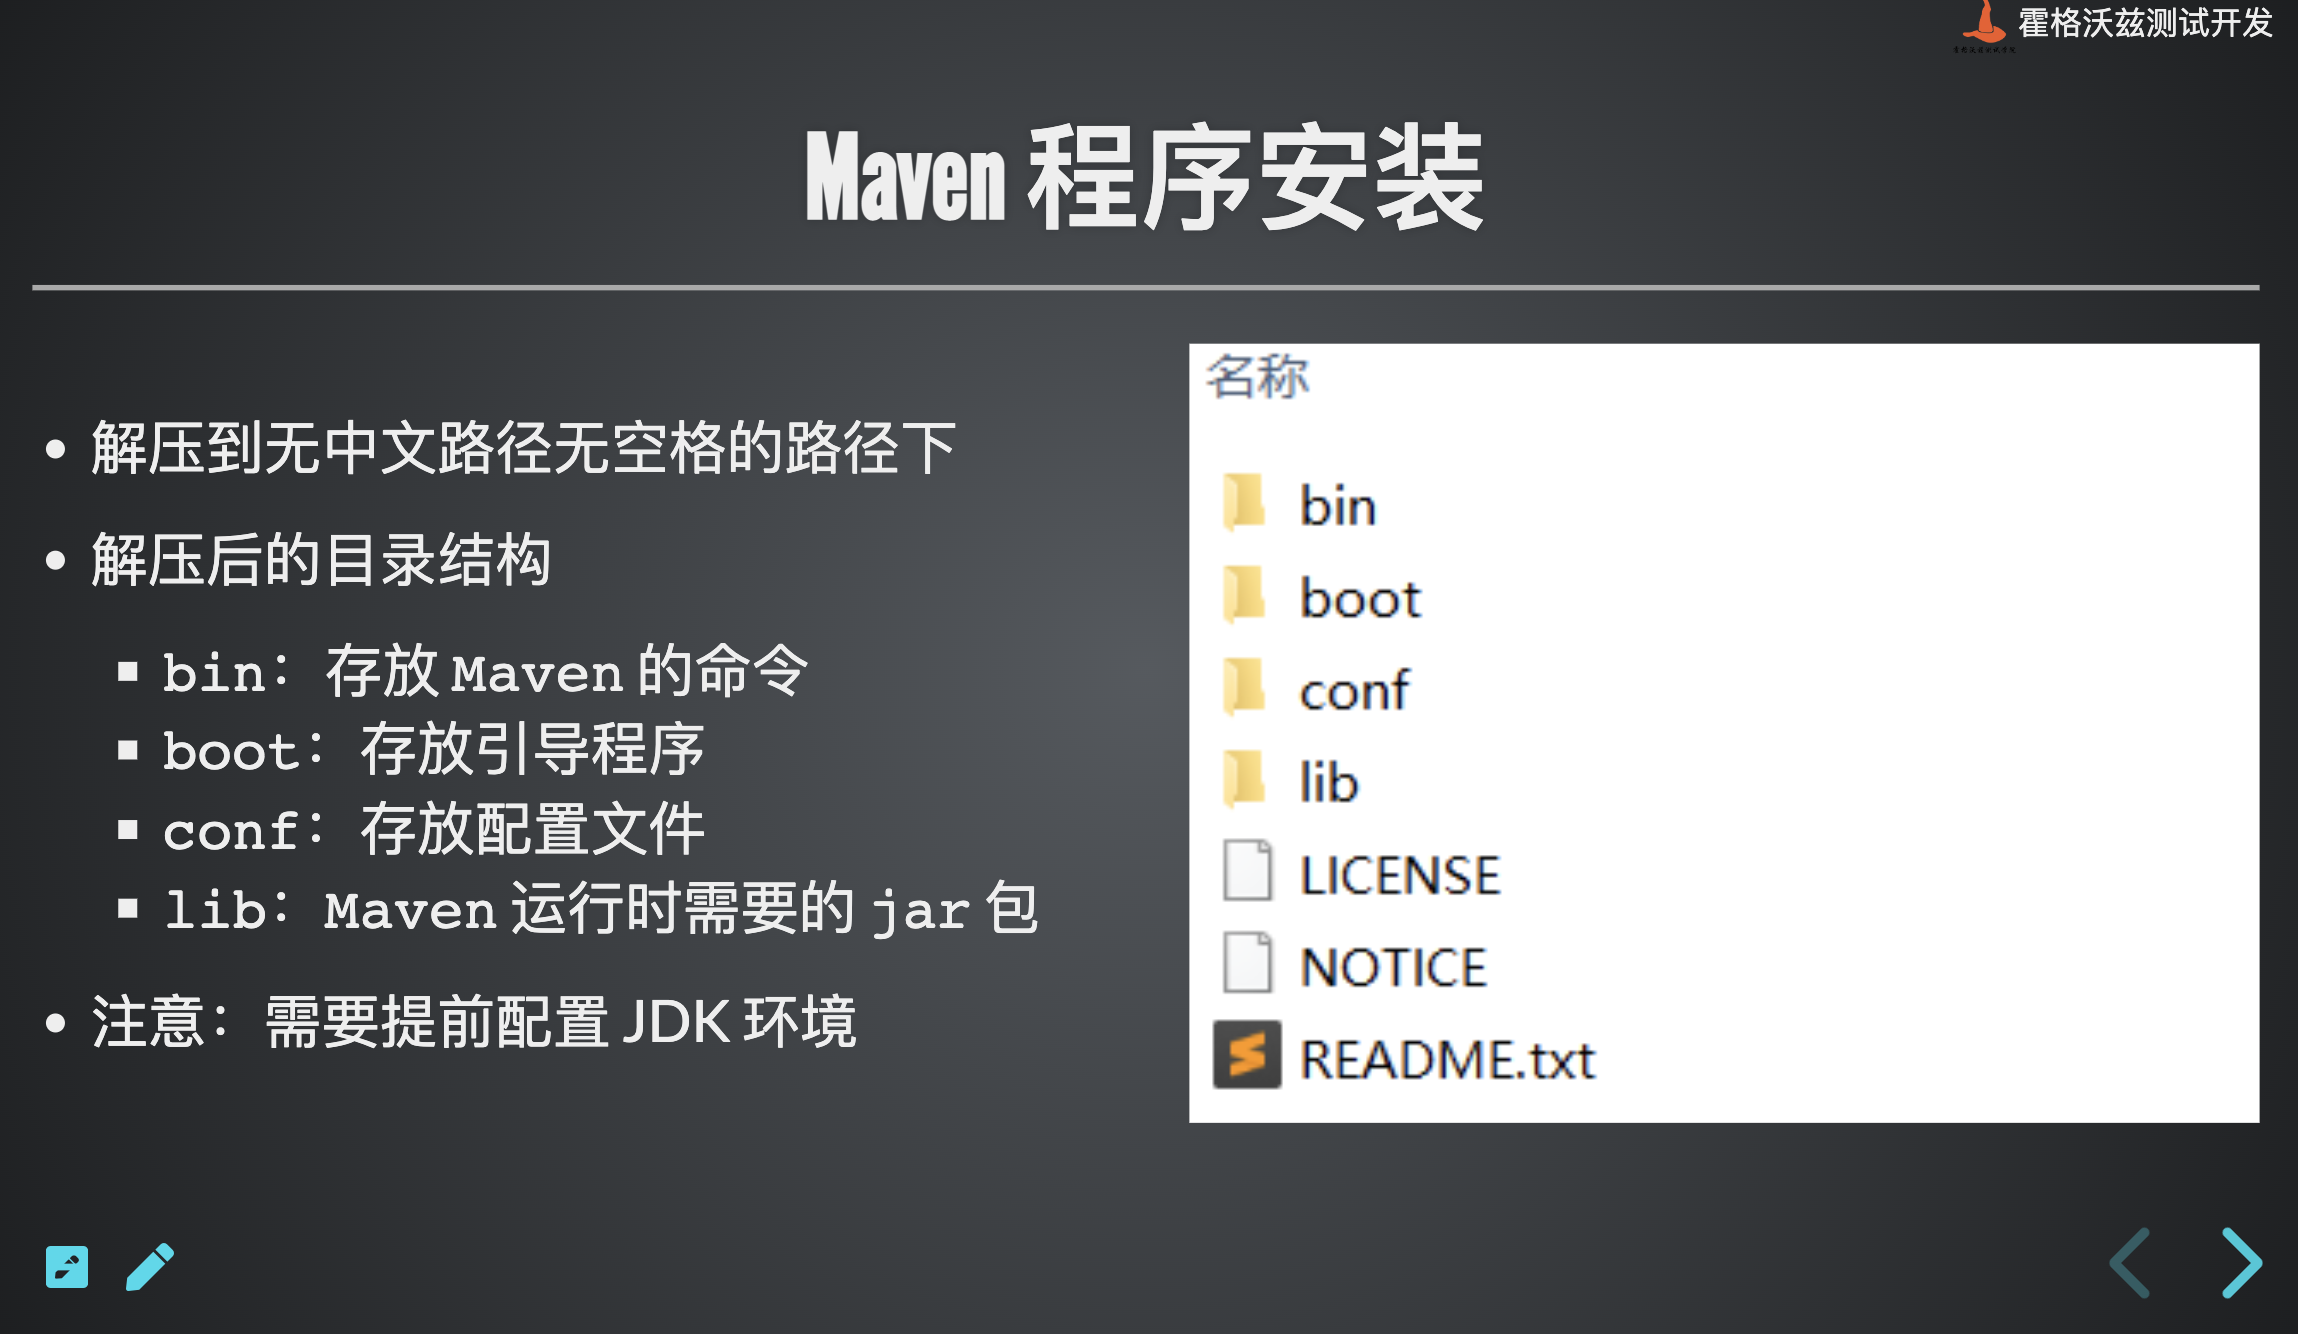 霍格沃兹测试开发
Maven 程序安装
解压到无中文路径无空格的路径下
解压后的目录结构
bin：存放 Maven 的命令
boot：存放引导程序
conf：存放配置文件
lib：Maven 运行时需要的 jar 包
注意：需要提前配置 JDK 环境
名称
bin
boot
conf
lib
LICENSE
NOTICE
README.txt